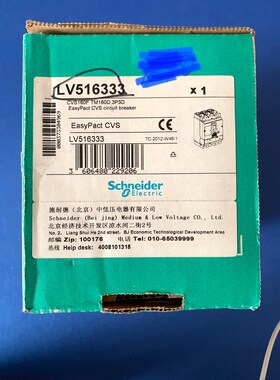 LV516333
x 1
CVS160F TM160D 3P3D
EasyPact CVS circuit breaker
EasyPact CVS
LV516333
CE
TC-2012-W46-1
3 606480 229206
Schneider
Electric
施耐德（北京）中低压电器有限公司
Schneider (Bei jing) Medium & Low Voltage CO., Ltd.
北京经济技术开发区凉水河二街2号
No. 2, Liang Shui He 2nd street, BJ Economic Technological Development Area
邮编 Zip: 100176 电话 Tel: 010-65039999
热线 Help desk: 4008101315